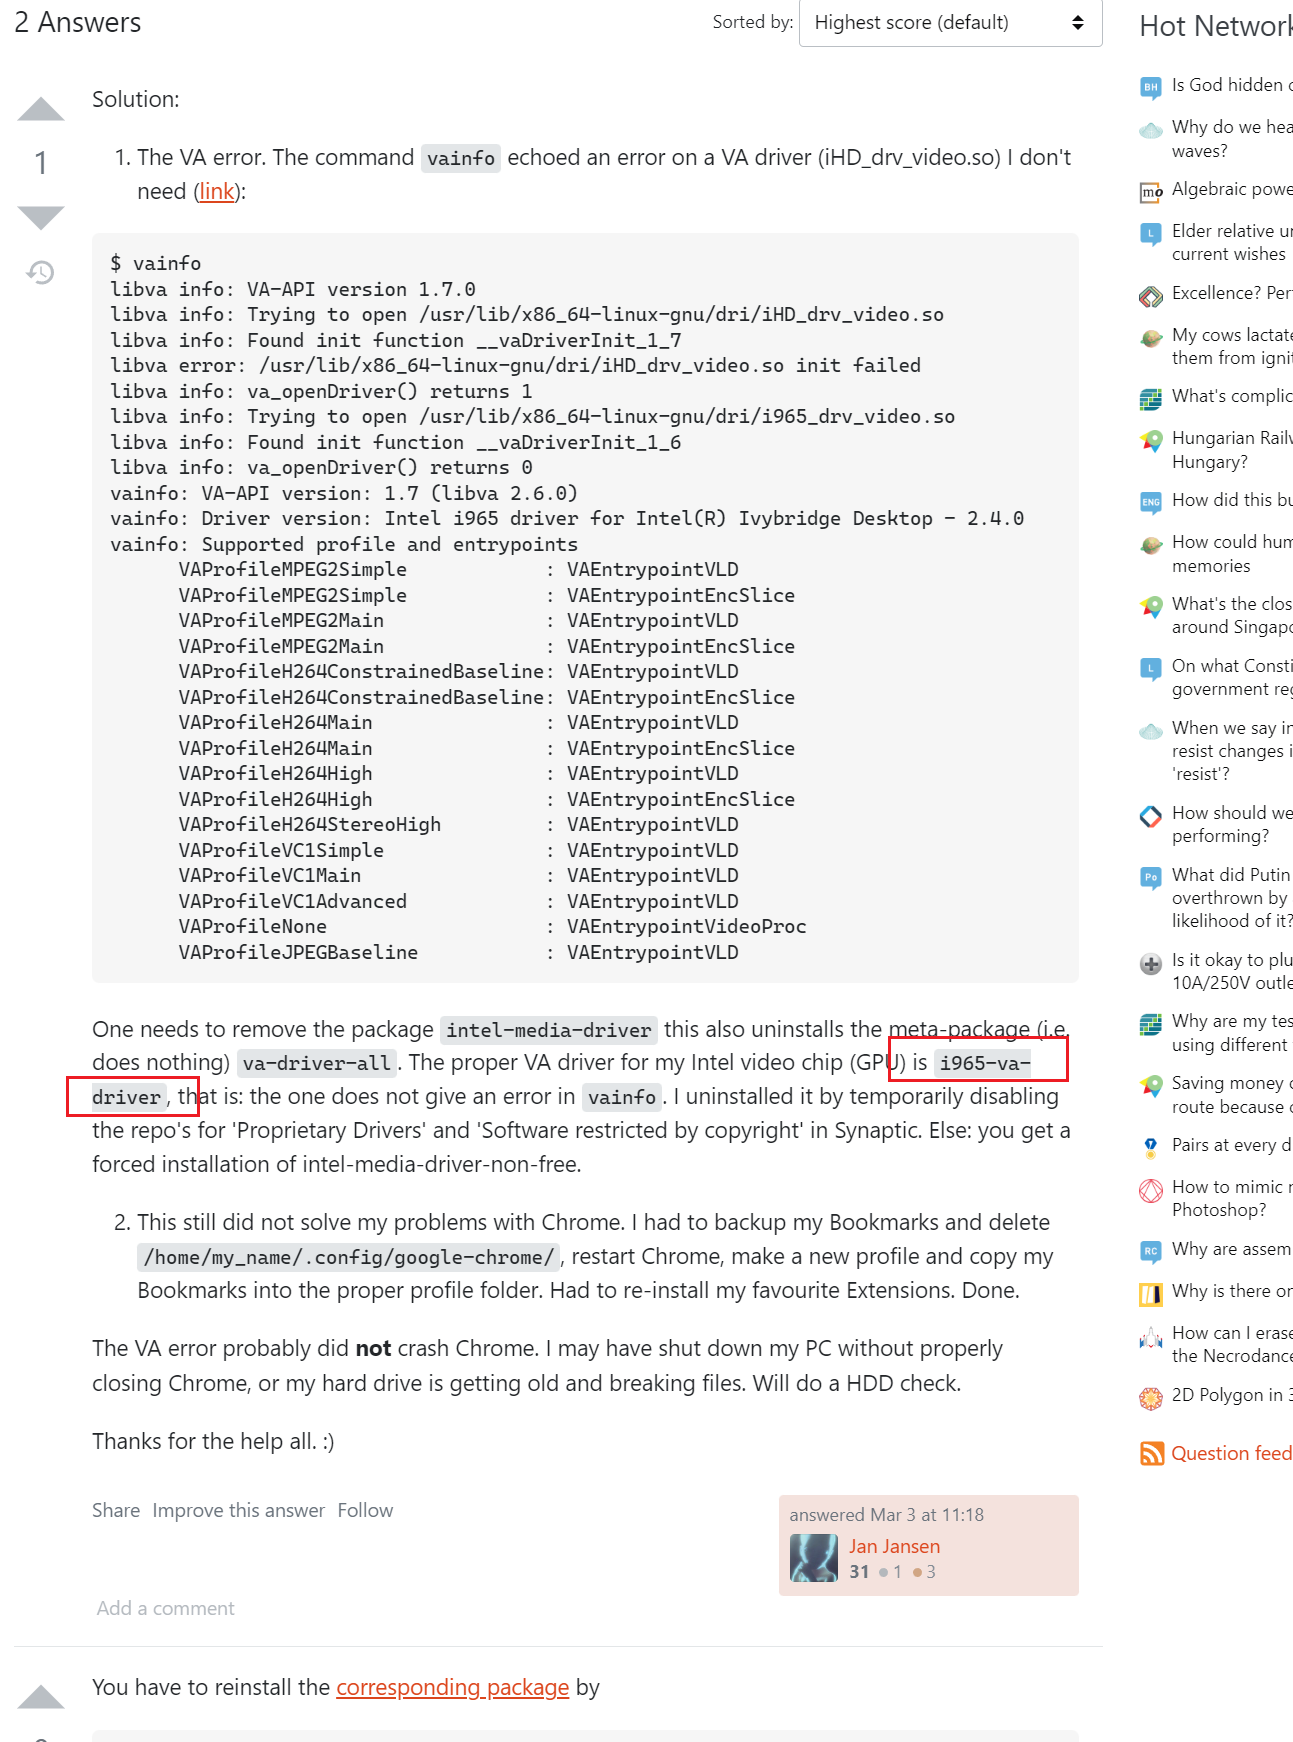 2 Answers
Sorted by:
Highest score (default)
Solution:
1
1. The VA error. The command vainfo echoed an error on a VA driver (iHD_drv_video.so) I don't
need (link):
$ vainfo
libva info: VA-API version 1.7.0
libva info: Trying to open /usr/lib/x86_64-linux-gnu/dri/iHD_drv_video.so
libva info: Found init function __vaDriverInit_1_7
libva error: /usr/lib/x86_64-linux-gnu/dri/iHD_drv_video.so init failed
libva info: va_openDriver() returns 1
libva info: Trying to open /usr/lib/x86_64-linux-gnu/dri/i965_drv_video.so
libva info: Found init function __vaDriverInit_1_6
libva info: va_openDriver() returns 0
vainfo: VA-API version: 1.7 (libva 2.6.0)
vainfo: Driver version: Intel i965 driver for Intel(R) Ivybridge Desktop - 2.4.0
vainfo: Supported profile and entrypoints
VAProfileMPEG2Simple : VAEntrypointVLD
VAProfileMPEG2Simple : VAEntrypointEncSlice
VAProfileMPEG2Main : VAEntrypointVLD
VAProfileMPEG2Main : VAEntrypointEncSlice
VAProfileH264ConstrainedBaseline: VAEntrypointVLD
VAProfileH264ConstrainedBaseline: VAEntrypointEncSlice
VAProfileH264Main : VAEntrypointVLD
VAProfileH264Main : VAEntrypointEncSlice
VAProfileH264High : VAEntrypointVLD
VAProfileH264High : VAEntrypointEncSlice
VAProfileH264StereoHigh : VAEntrypointVLD
VAProfileVC1Simple : VAEntrypointVLD
VAProfileVC1Main : VAEntrypointVLD
VAProfileVC1Advanced : VAEntrypointVLD
VAProfileNone : VAEntrypointVideoProc
VAProfileJPEGBaseline : VAEntrypointVLD
One needs to remove the package intel-media-driver this also uninstalls the meta-package (i.e.
does nothing) va-driver-all. The proper VA driver for my Intel video chip (GPU) is i965-va-
driver, that is: the one does not give an error in vainfo. I uninstalled it by temporarily disabling
the repo's for 'Proprietary Drivers' and 'Software restricted by copyright' in Synaptic. Else: you get a
forced installation of intel-media-driver-non-free.
2. This still did not solve my problems with Chrome. I had to backup my Bookmarks and delete
/home/my_name/.config/google-chrome/, restart Chrome, make a new profile and copy my
Bookmarks into the proper profile folder. Had to re-install my favourite Extensions. Done.
The VA error probably did not crash Chrome. I may have shut down my PC without properly
closing Chrome, or my hard drive is getting old and breaking files. Will do a HDD check.
Thanks for the help all. :)
Share Improve this answer Follow
answered Mar 3 at 11:18
Jan Jansen
31 1 3
Add a comment
You have to reinstall the corresponding package by
Hot Network
BH Is God hidden
Why do we hea
waves?
mo Algebraic powe
L Elder relative
current wishes
Excellence? Per
My cows lactate
them from ignit
What's complic
Hungarian Rail
Hungary?
ENG How did this bu
How could hum
memories
What's the clos
around Singapo
L On what Consti
government reg
When we say in
resist changes i
'resist'?
How should we
performing?
Po What did Putin
overthrown by
likelihood of it?
Is it okay to plu
10A/250V outle
Why are my tes
using different
Saving money
route because
Pairs at every d
How to mimic
Photoshop?
RC Why are assem
Why is there
How can I erase
the Necrodance
2D Polygon in
Question feed